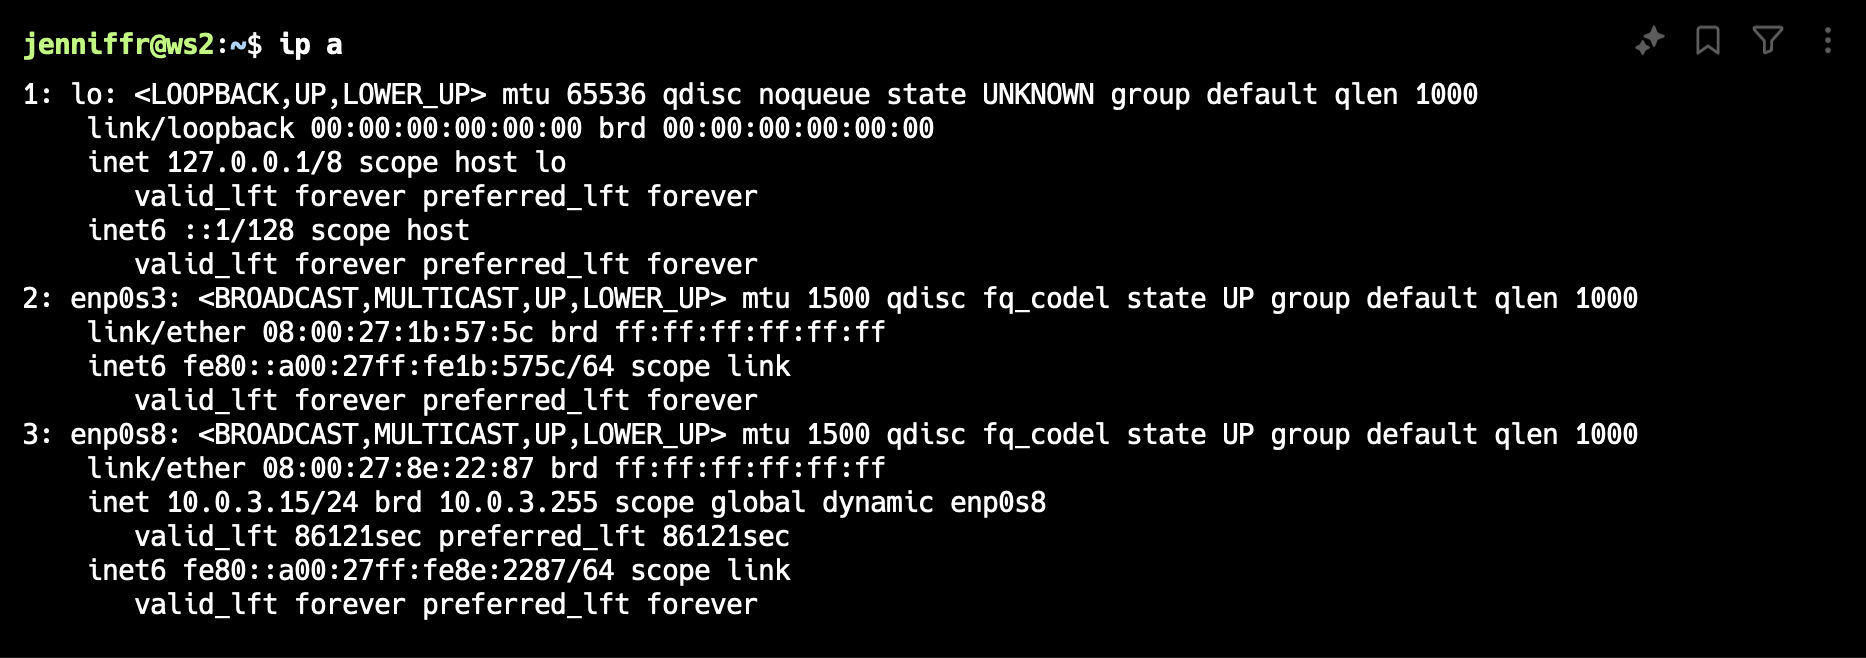 jenniffr@ws2:~$ ip a
1: lo: <LOOPBACK,UP,LOWER_UP> mtu 65536 qdisc noqueue state UNKNOWN group default qlen 1000
    link/loopback 00:00:00:00:00:00 brd 00:00:00:00:00:00
    inet 127.0.0.1/8 scope host lo
       valid_lft forever preferred_lft forever
    inet6 ::1/128 scope host
       valid_lft forever preferred_lft forever
2: enp0s3: <BROADCAST,MULTICAST,UP,LOWER_UP> mtu 1500 qdisc fq_codel state UP group default qlen 1000
    link/ether 08:00:27:1b:57:5c brd ff:ff:ff:ff:ff:ff
    inet6 fe80::a00:27ff:fe1b:575c/64 scope link
       valid_lft forever preferred_lft forever
3: enp0s8: <BROADCAST,MULTICAST,UP,LOWER_UP> mtu 1500 qdisc fq_codel state UP group default qlen 1000
    link/ether 08:00:27:8e:22:87 brd ff:ff:ff:ff:ff:ff
    inet 10.0.3.15/24 brd 10.0.3.255 scope global dynamic enp0s8
       valid_lft 86121sec preferred_lft 86121sec
    inet6 fe80::a00:27ff:fe8e:2287/64 scope link
       valid_lft forever preferred_lft forever